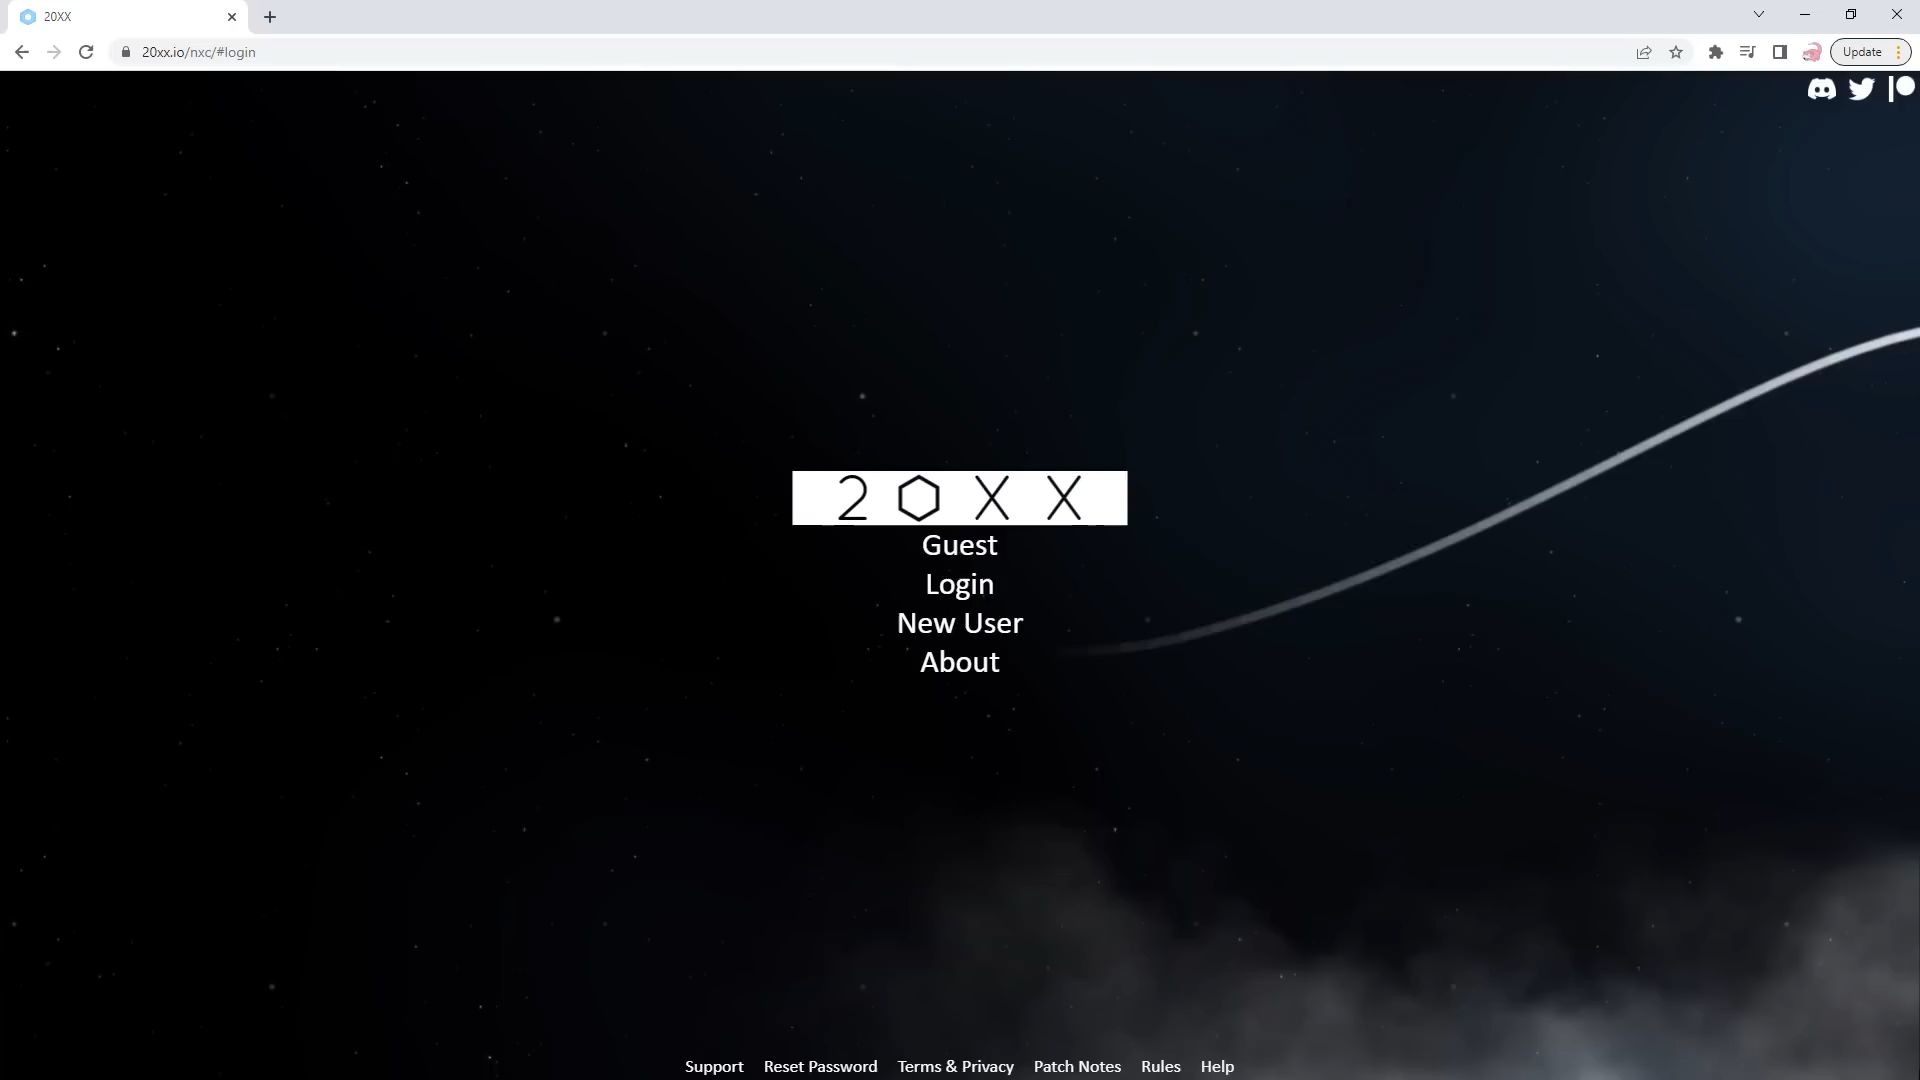 20XX
20xx.io/nxc/#login
Update
2 0 X X
Guest
Login
New User
About
Support Reset Password Terms & Privacy Patch Notes Rules Help